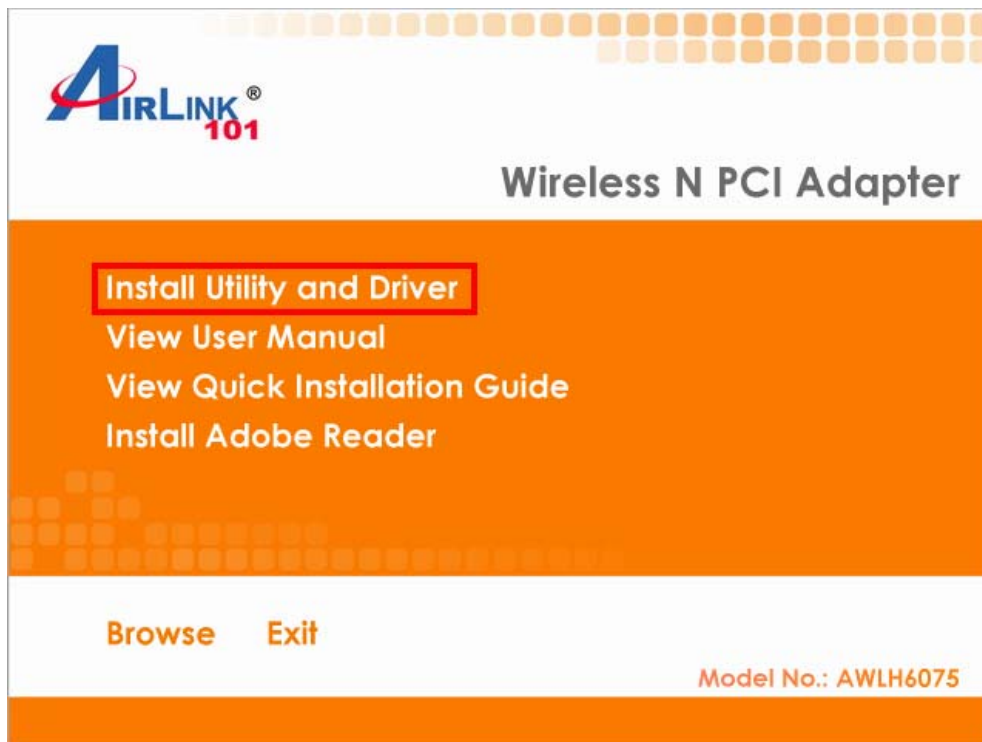 AIRLINK®
101
Wireless N PCI Adapter
Install Utility and Driver
View User Manual
View Quick Installation Guide
Install Adobe Reader
Browse Exit
Model No.: AWLH6075